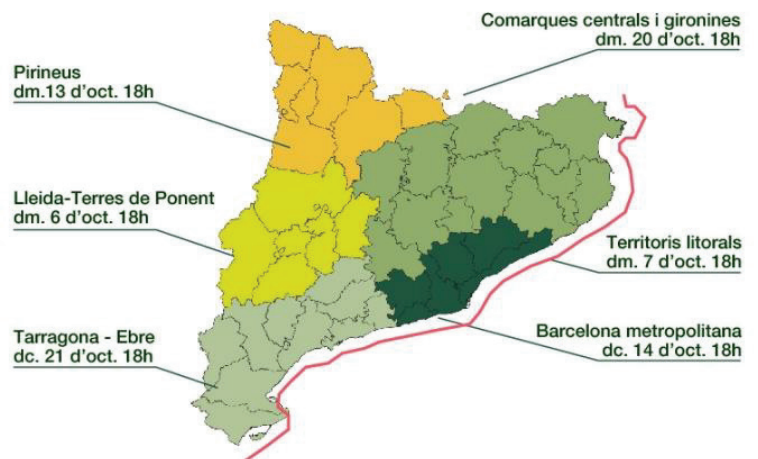 Comarques centrals i gironines
dm. 20 d'oct. 18h
Pirineus
dm.13 d'oct. 18h
Lleida-Terres de Ponent
dm. 6 d'oct. 18h
Territoris litorals
dm. 7 d'oct. 18h
Barcelona metropolitana
dc. 14 d'oct. 18h
Tarragona - Ebre
dc. 21 d'oct. 18h